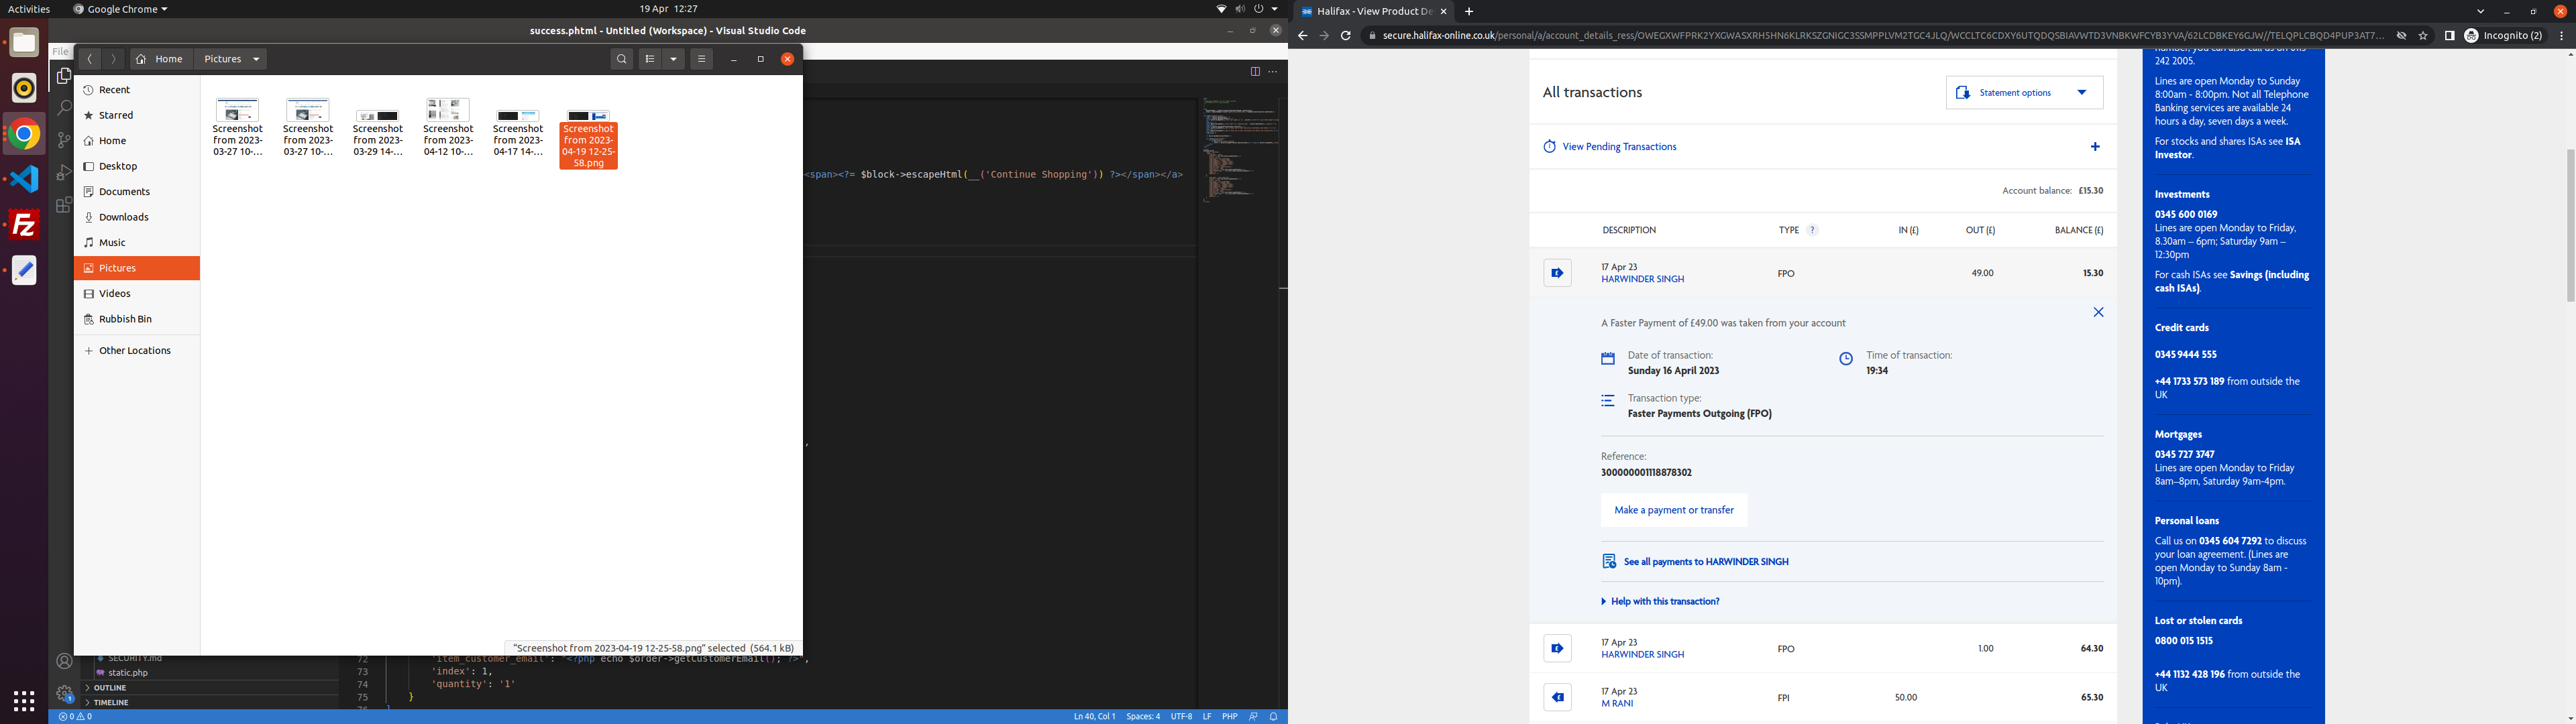 Activities
Google Chrome
19 Apr 12:27
success.phtml - Untitled (Workspace) - Visual Studio Code
File
Home
Pictures
Recent
Starred
Home
Desktop
Documents
Downloads
Music
Pictures
Videos
Rubbish Bin
Other Locations
Screenshot from 2023-03-27 10-…
Screenshot from 2023-03-27 10-…
Screenshot from 2023-03-29 14-…
Screenshot from 2023-04-12 10-…
Screenshot from 2023-04-17 14-…
Screenshot from 2023-04-19 12-25-58.png
<span><?= $block->escapeHtml(__('Continue Shopping')) ?></span></a>
"Screenshot from 2023-04-19 12-25-58.png" selected (564.1 kB)
SECURITY.md
static.php
OUTLINE
TIMELINE
72 'item_customer_email': "<?php echo $order->getCustomerEmail(); ?>",
73 'index': 1,
74 'quantity': '1'
75 }
0 0
Ln 40, Col 1
Spaces: 4
UTF-8
LF
PHP
Halifax - View Product De
secure.halifax-online.co.uk/personal/a/account_details_ress/OWEGXWFPRK2YXGWASXRH5HN6KLRKSZGNIGC3SSMPPLVM2TGC4JLQ/WCCLTC6CDXY6UTQDQSBIAVWTD3VNBKWFCYB3YVA/62LCDBKEY6GJW//TELQPLCBQD4PUP3AT7…
Incognito (2)
All transactions
Statement options
View Pending Transactions
Account balance: £15.30
DESCRIPTION
TYPE ?
IN (£)
OUT (£)
BALANCE (£)
17 Apr 23
HARWINDER SINGH
FPO
49.00
15.30
A Faster Payment of £49.00 was taken from your account
Date of transaction:
Sunday 16 April 2023
Time of transaction:
19:34
Transaction type:
Faster Payments Outgoing (FPO)
Reference:
300000001118878302
Make a payment or transfer
See all payments to HARWINDER SINGH
Help with this transaction?
17 Apr 23
HARWINDER SINGH
FPO
1.00
64.30
17 Apr 23
M RANI
FPI
50.00
65.30
242 2005.
Lines are open Monday to Sunday
8:00am - 8:00pm. Not all Telephone
Banking services are available 24
hours a day, seven days a week.
For stocks and shares ISAs see ISA
Investor.
Investments
0345 600 0169
Lines are open Monday to Friday,
8.30am – 6pm; Saturday 9am –
12:30pm
For cash ISAs see Savings (including
cash ISAs).
Credit cards
0345 9444 555
+44 1733 573 189 from outside the
UK
Mortgages
0345 727 3747
Lines are open Monday to Friday
8am–8pm, Saturday 9am-4pm.
Personal loans
Call us on 0345 604 7292 to discuss
your loan agreement. (Lines are
open Monday to Sunday 8am -
10pm).
Lost or stolen cards
0800 015 1515
+44 1132 428 196 from outside the
UK